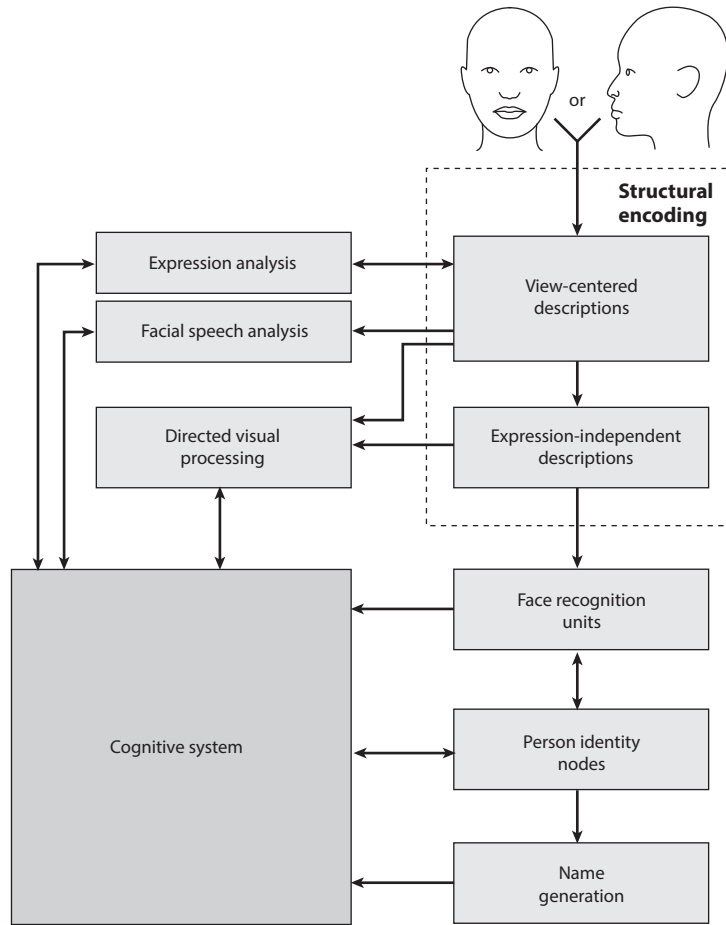 or
Structural
encoding
Expression analysis
View-centered
descriptions
Facial speech analysis
Directed visual
processing
Expression-independent
descriptions
Face recognition
units
Cognitive system
Person identity
nodes
Name
generation